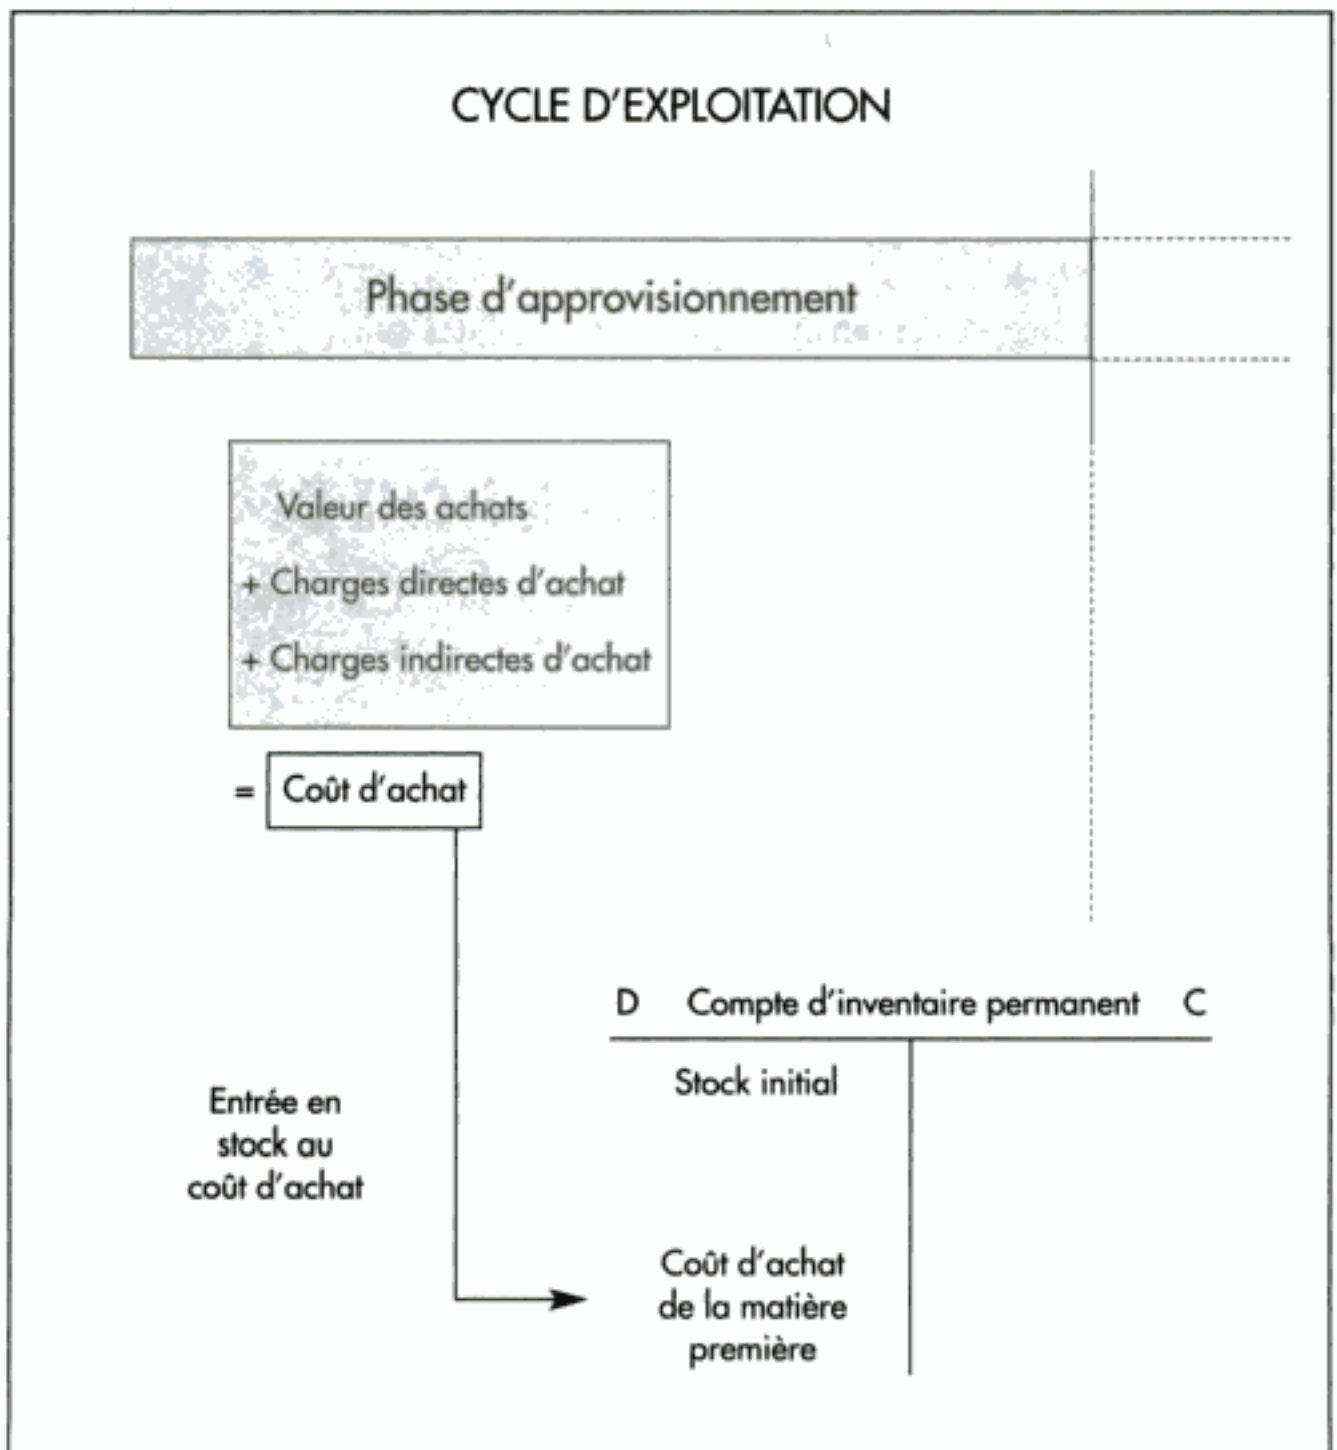 CYCLE D'EXPLOITATION
Phase d'approvisionnement
Valeur des achats
+ Charges directes d'achat
+ Charges indirectes d'achat
= Coût d'achat
D Compte d'inventaire permanent C
Stock initial
Entrée en
stock au
coût d'achat
Coût d'achat
de la matière
première